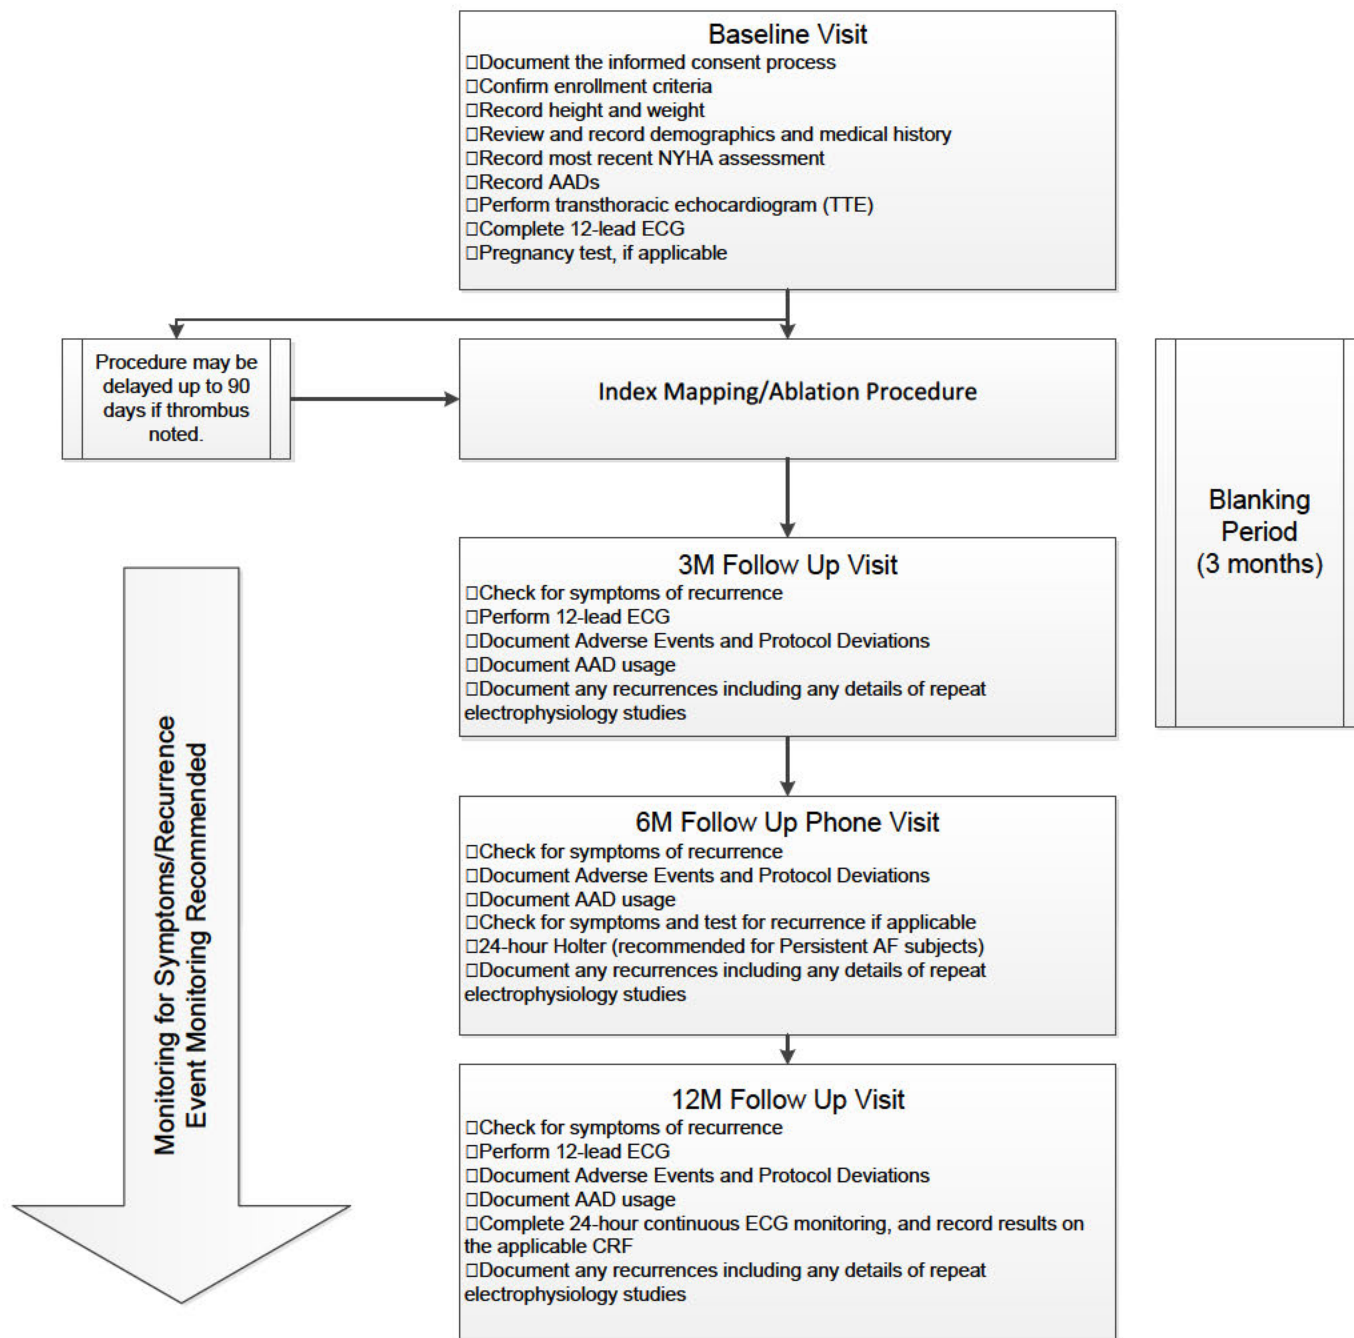 Baseline Visit
□Document the informed consent process
□Confirm enrollment criteria
□Record height and weight
□Review and record demographics and medical history
□Record most recent NYHA assessment
□Record AADs
□Perform transthoracic echocardiogram (TTE)
□Complete 12-lead ECG
□Pregnancy test, if applicable
Procedure may be
delayed up to 90
days if thrombus
noted.
Index Mapping/Ablation Procedure
Blanking
Period
(3 months)
3M Follow Up Visit
□Check for symptoms of recurrence
□Perform 12-lead ECG
□Document Adverse Events and Protocol Deviations
□Document AAD usage
□Document any recurrences including any details of repeat
electrophysiology studies
Monitoring for Symptoms/Recurrence
Event Monitoring Recommended
6M Follow Up Phone Visit
□Check for symptoms of recurrence
□Document Adverse Events and Protocol Deviations
□Document AAD usage
□Check for symptoms and test for recurrence if applicable
□24-hour Holter (recommended for Persistent AF subjects)
□Document any recurrences including any details of repeat
electrophysiology studies
12M Follow Up Visit
□Check for symptoms of recurrence
□Perform 12-lead ECG
□Document Adverse Events and Protocol Deviations
□Document AAD usage
□Complete 24-hour continuous ECG monitoring, and record results on
the applicable CRF
□Document any recurrences including any details of repeat
electrophysiology studies